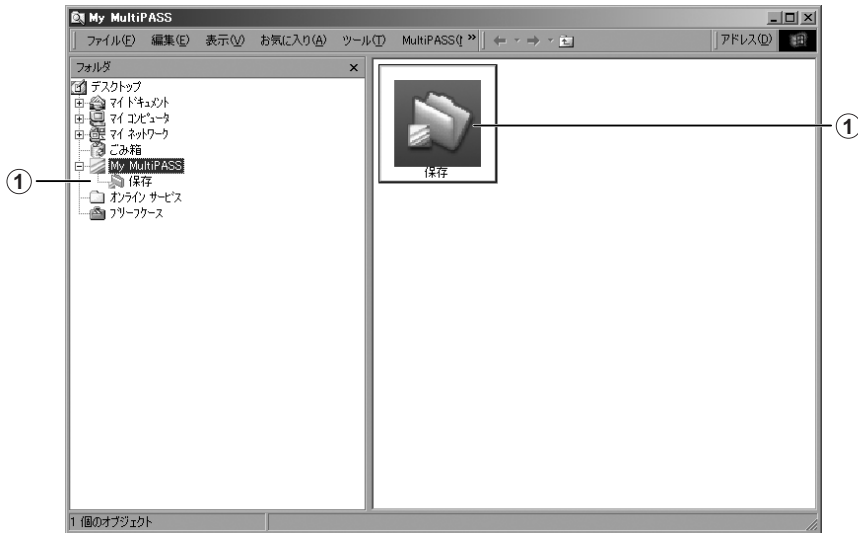 My MultiPASS
ファイル(F) 編集(E) 表示(V) お気に入り(A) ツール(T) MultiPASS( » アドレス(D)
フォルダ ×
デスクトップ
マイ ドキュメント
マイ コンピュータ
マイ ネットワーク
ごみ箱
My MultiPASS
保存
オンライン サービス
ブリーフケース
保存
1
1
1 個のオブジェクト